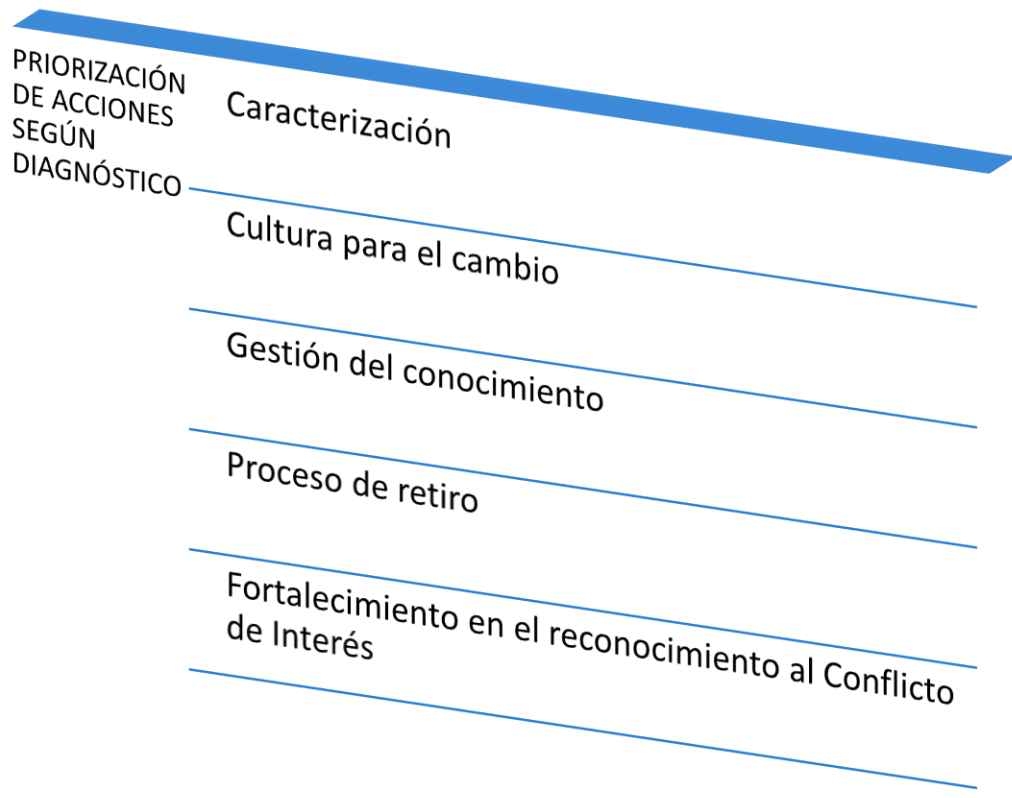 PRIORIZACIÓN
DE ACCIONES
SEGÚN
DIAGNÓSTICO
Caracterización
Cultura para el cambio
Gestión del conocimiento
Proceso de retiro
Fortalecimiento en el reconocimiento al Conflicto
de Interés